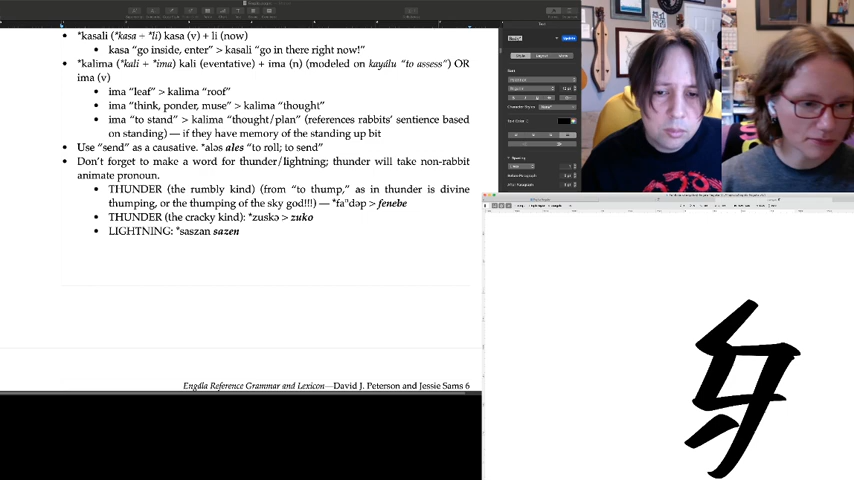 • *kasali (*kasa + *li) kasa (v) + li (now)
• kasa “go inside, enter” > kasali “go in there right now!”
• *kalima (*kali + *ima) kali (eventative) + ima (n) (modeled on kayálu “to assess”) OR
ima (v)
• ima “leaf” > kalima “roof”
• ima “think, ponder, muse” > kalima “thought”
• ima “to stand” > kalima “thought/plan” (references rabbits’ sentience based
on standing) — if they have memory of the standing up bit
• Use “send” as a causative. *aləs ales “to roll; to send”
• Don’t forget to make a word for thunder/lightning; thunder will take non-rabbit
animate pronoun.
• THUNDER (the rumbly kind) (from “to thump,” as in thunder is divine
thumping, or the thumping of the sky god!!!) — *faⁿdəp > fenebe
• THUNDER (the cracky kind): *zuskə > zuko
• LIGHTNING: *saszan sazen
Engála Reference Grammar and Lexicon—David J. Peterson and Jessie Sams 6